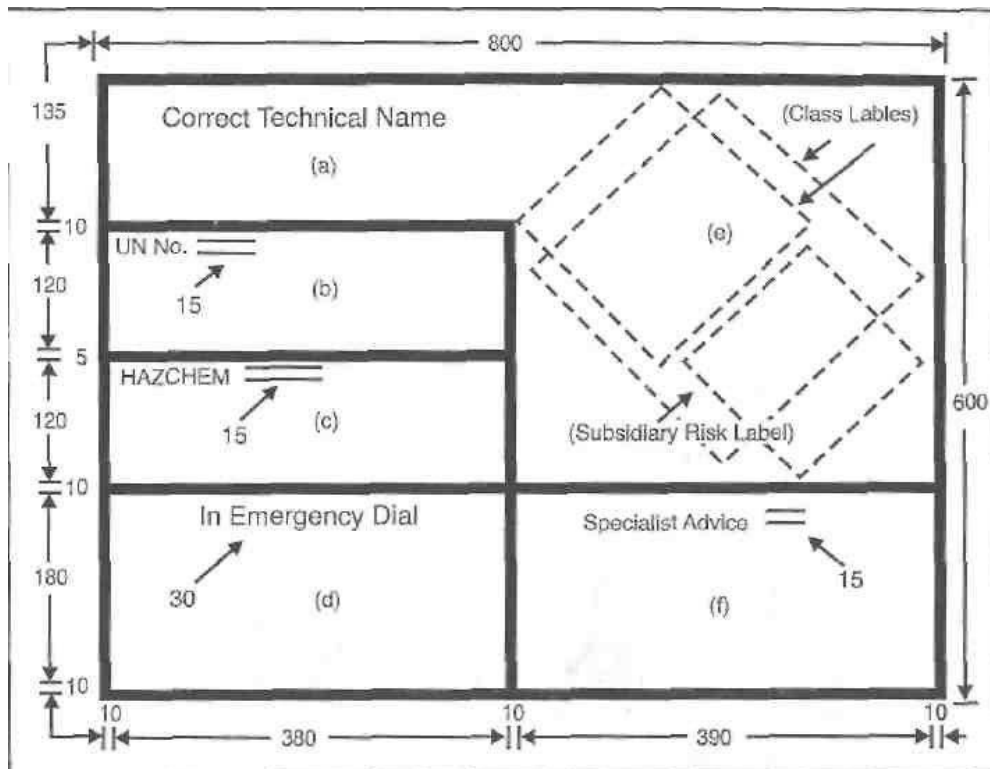 800
135
Correct Technical Name
(Class Lables)
(a)
10
UN No.
(e)
120
15
(b)
5
HAZCHEM
600
120
15
(c)
(Subsidiary Risk Label)
10
In Emergency Dial
Specialist Advice
180
30
(d)
15
(f)
10
10
10
10
380
390